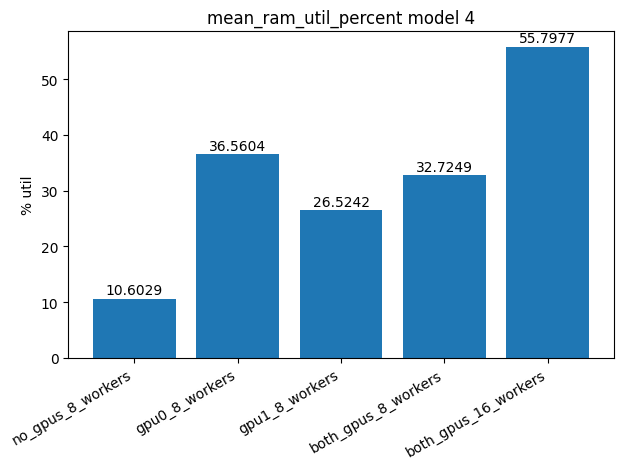 mean_ram_util_percent model 4
% util
50
40
30
20
10
0
10.6029
36.5604
26.5242
32.7249
55.7977
no_gpus_8_workers
gpu0_8_workers
gpu1_8_workers
both_gpus_8_workers
both_gpus_16_workers